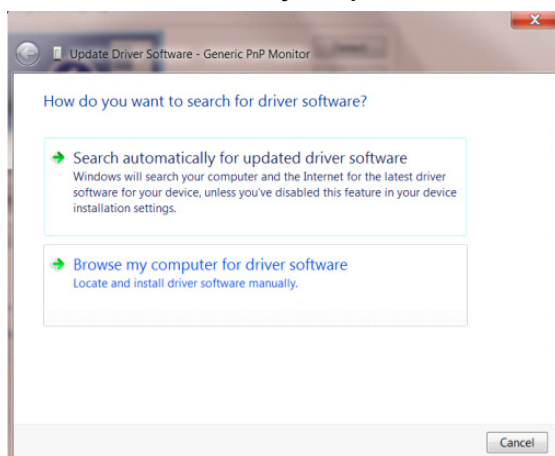 Update Driver Software - Generic PnP Monitor
How do you want to search for driver software?
Search automatically for updated driver software
Windows will search your computer and the Internet for the latest driver
software for your device, unless you've disabled this feature in your device
installation settings.
Browse my computer for driver software
Locate and install driver software manually.
Cancel